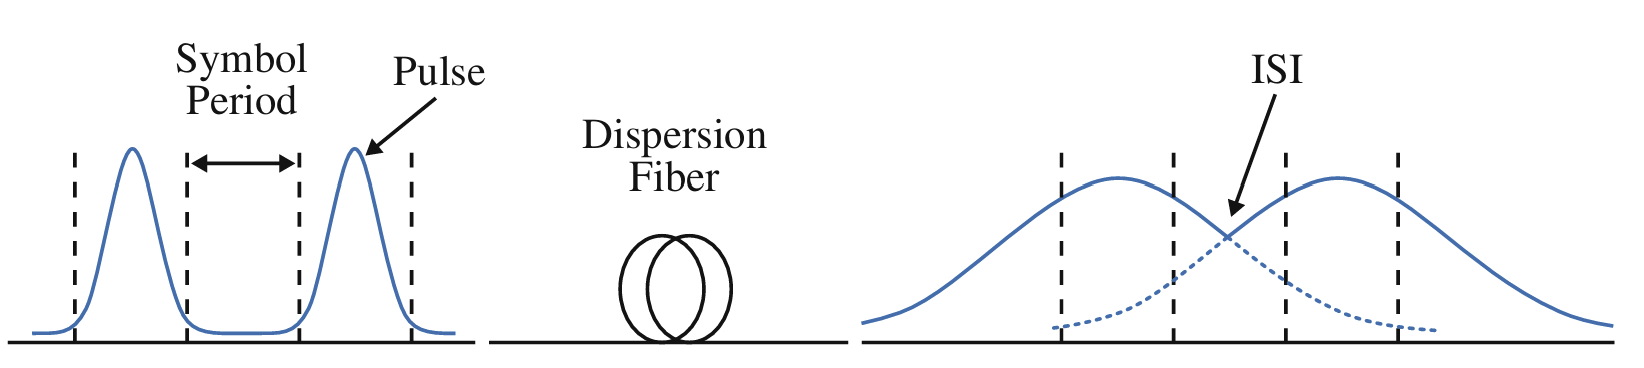 Symbol
Period
Pulse
Dispersion
Fiber
ISI